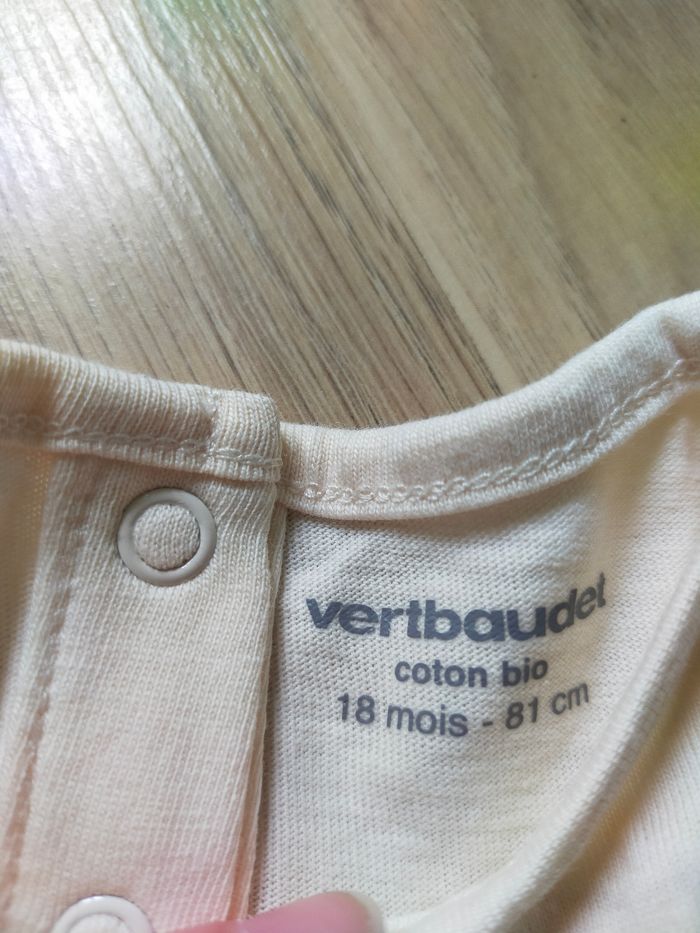 vertbaudet
coton bio
18 mois - 81 cm